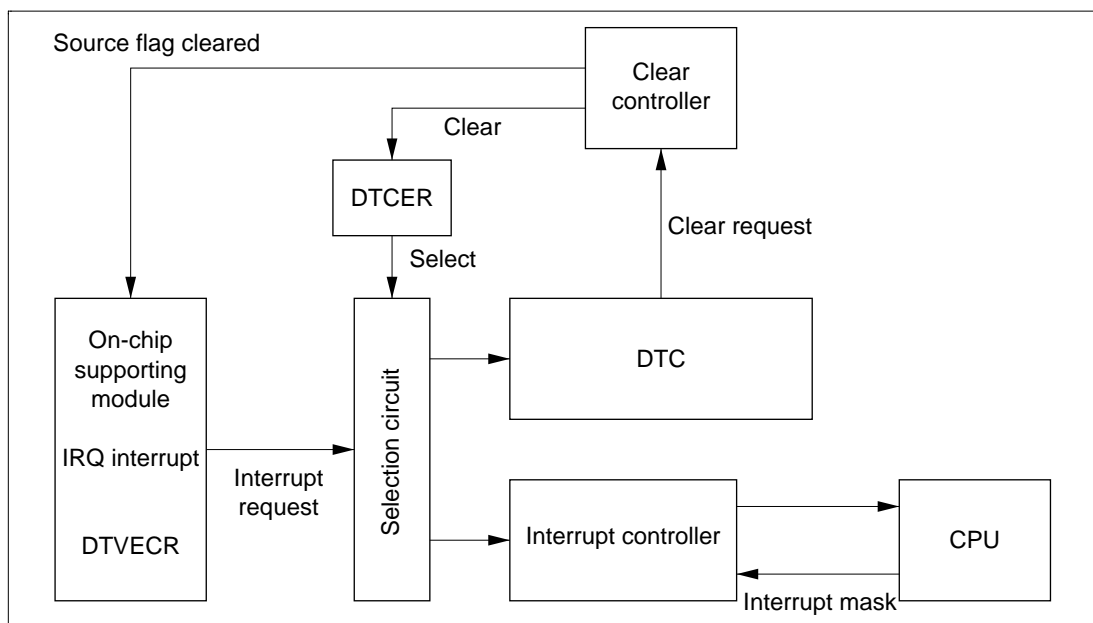 Source flag cleared
Clear
controller
Clear
DTCER
Clear request
Select
On-chip
supporting
module
DTC
Selection circuit
IRQ interrupt
Interrupt
request
DTVECR
Interrupt controller
CPU
Interrupt mask